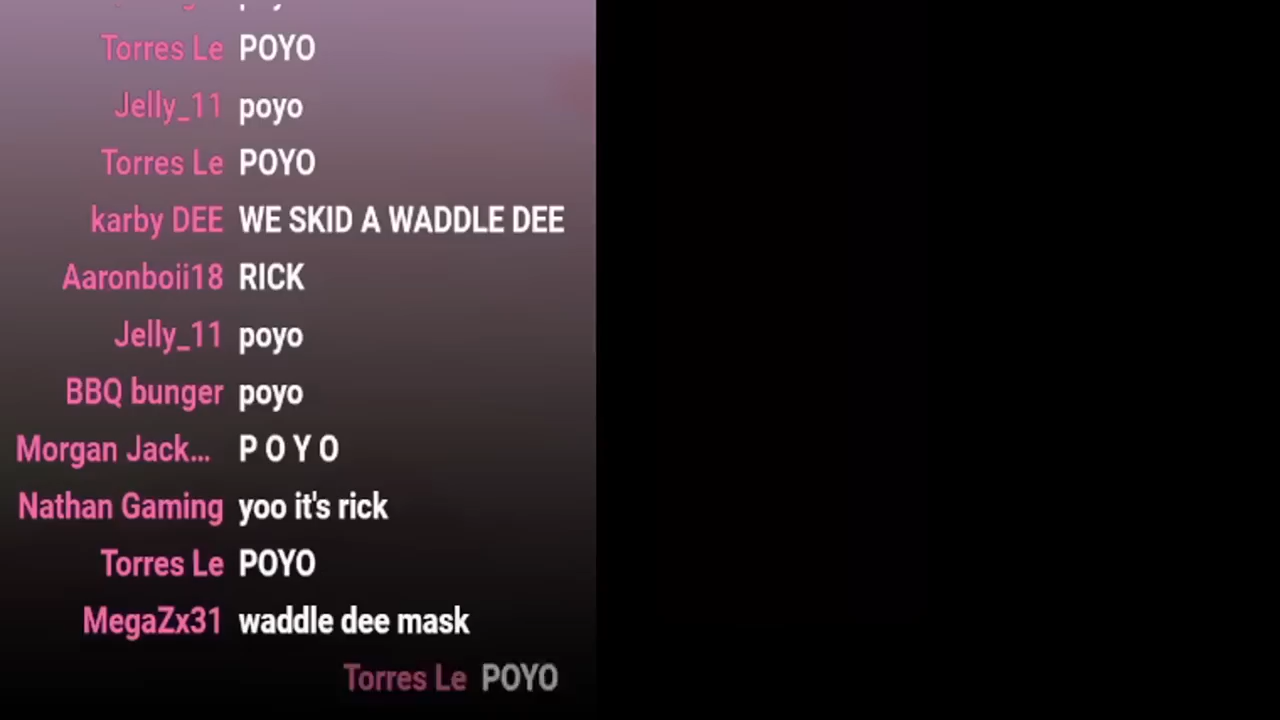 Torres Le POYO
Jelly_11 poyo
Torres Le POYO
karby DEE WE SKID A WADDLE DEE
Aaronboii18 RICK
Jelly_11 poyo
BBQ bunger poyo
Morgan Jack... P O Y O
Nathan Gaming yoo it's rick
Torres Le POYO
MegaZx31 waddle dee mask
Torres Le POYO